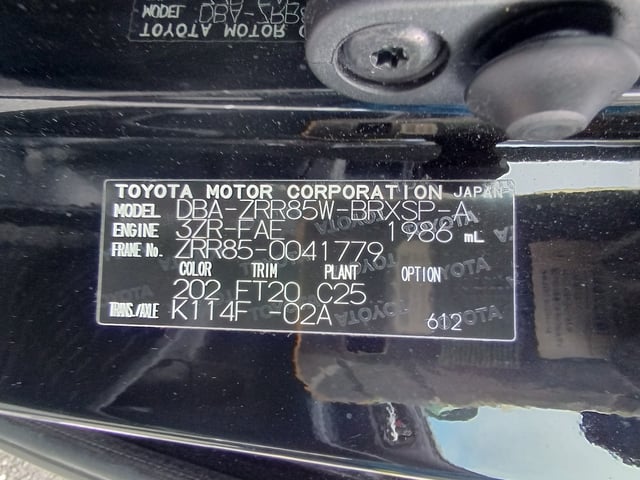 TOYOTA MOTOR CORPORATION JAPAN
MODEL DBA-ZRR85W-BRXSP-A
ENGINE 3ZR-FAE 1986 mL
FRAME No. ZRR85-0041779
COLOR TRIM PLANT OPTION
202 FT20 C25
TRANS./AXLE K114F -02A 612